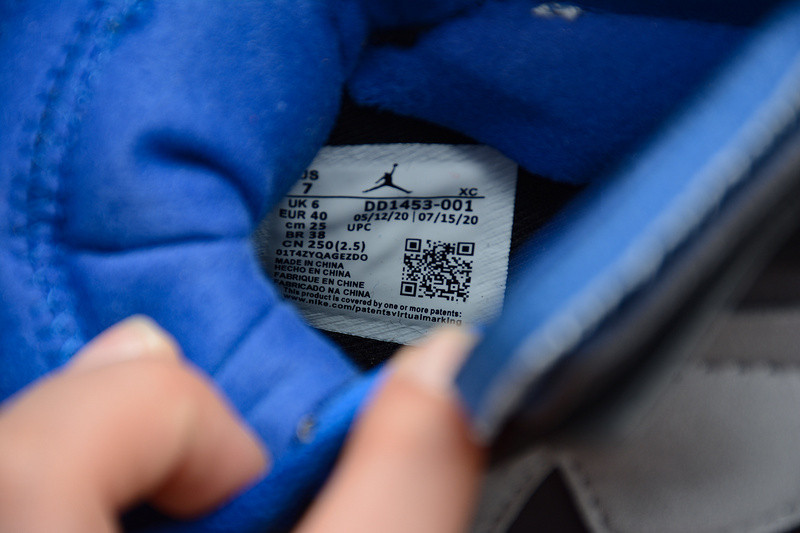 US
7 XC
UK 6 DD1453-001
EUR 40 05/12/20 | 07/15/20
cm 25 UPC
BR 38
CN 250(2.5)
01T4ZYQAGEZDO
MADE IN CHINA
HECHO EN CHINA
FABRIQUE EN CHINE
FABRICADO NA CHINA
This product is covered by one or more patents:
www.nike.com/patentsvirtualmarking